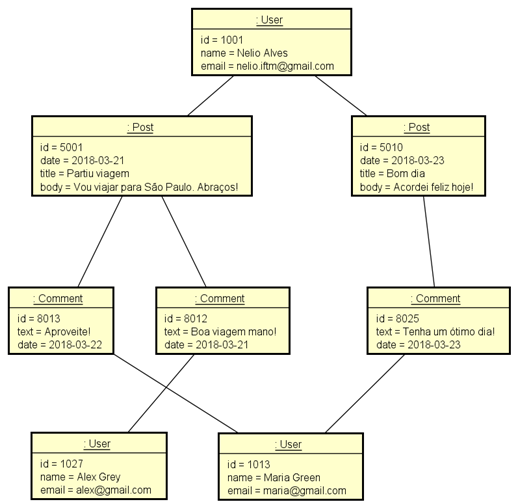 : User
id = 1001
name = Nelio Alves
email = nelio.iftm@gmail.com
: Post
id = 5001
date = 2018-03-21
title = Partiu viagem
body = Vou viajar para São Paulo. Abraços!
: Post
id = 5010
date = 2018-03-23
title = Bom dia
body = Acordei feliz hoje!
: Comment
id = 8013
text = Aproveite!
date = 2018-03-22
: Comment
id = 8012
text = Boa viagem mano!
date = 2018-03-21
: Comment
id = 8025
text = Tenha um ótimo dia!
date = 2018-03-23
: User
id = 1027
name = Alex Grey
email = alex@gmail.com
: User
id = 1013
name = Maria Green
email = maria@gmail.com